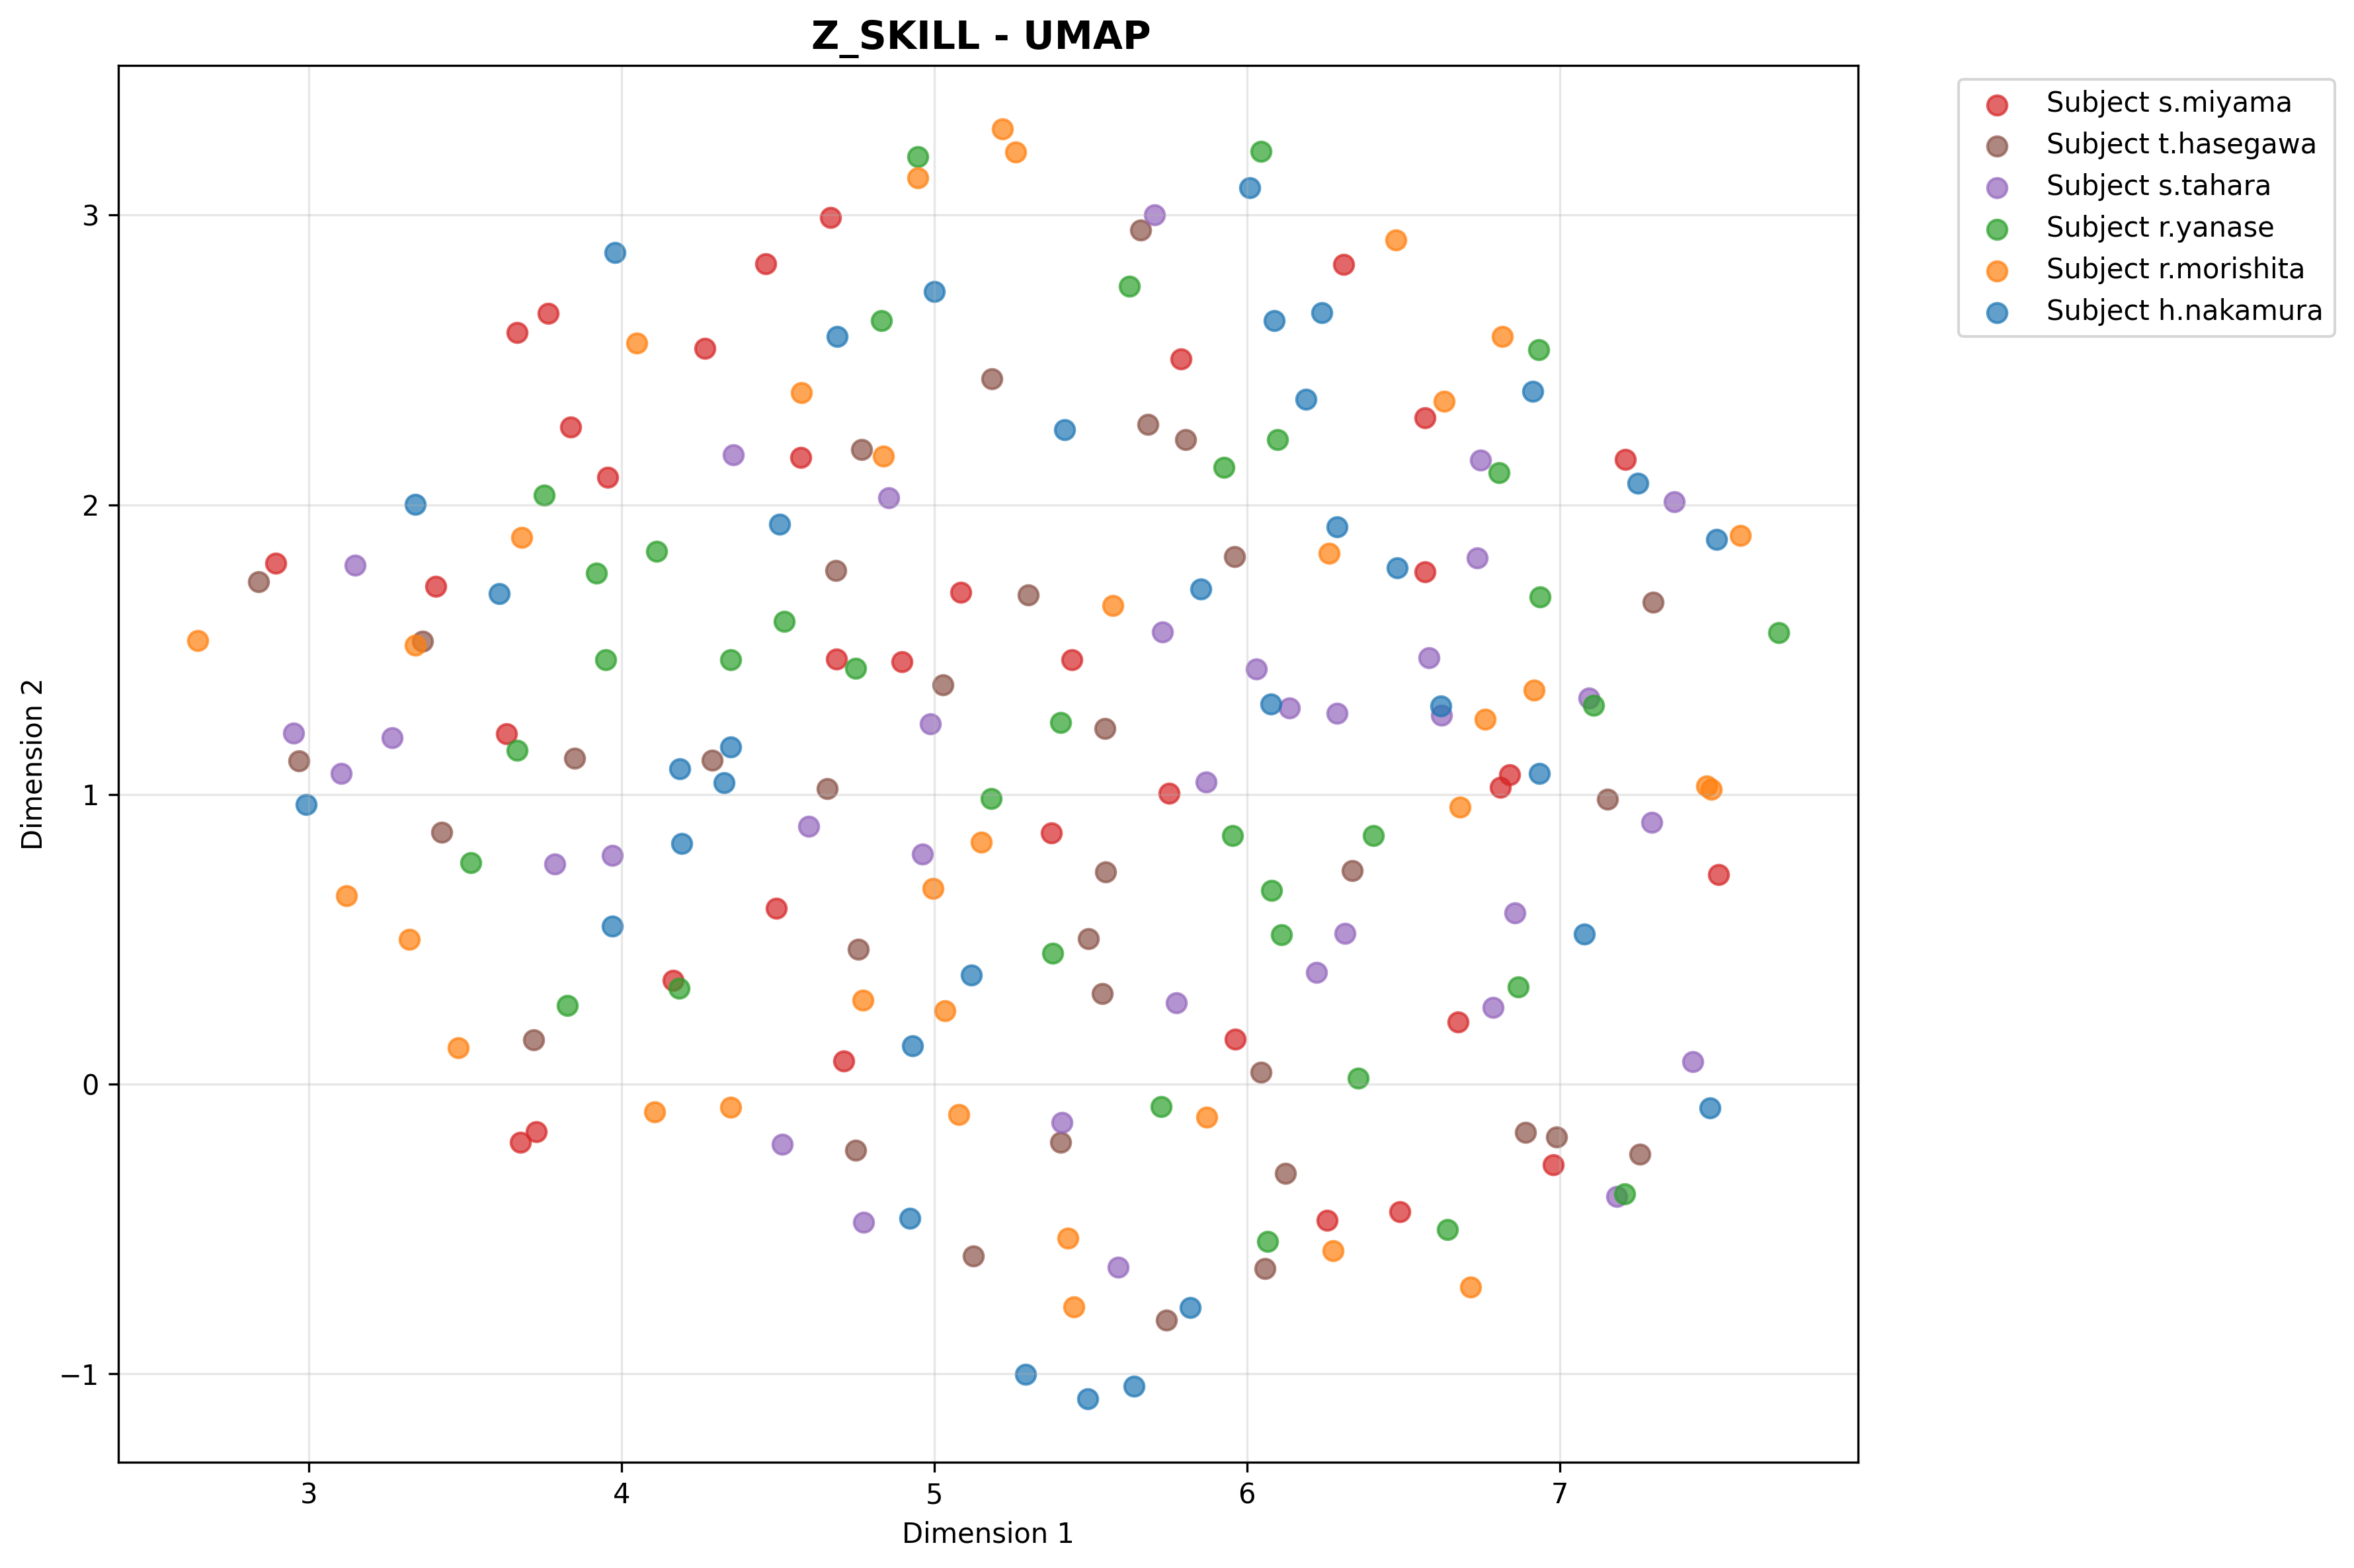 Z_SKILL - UMAP
Subject s.miyama
Subject t.hasegawa
Subject s.tahara
Subject r.yanase
Subject r.morishita
Subject h.nakamura
Dimension 2
3
2
1
0
−1
3
4
5
6
7
Dimension 1